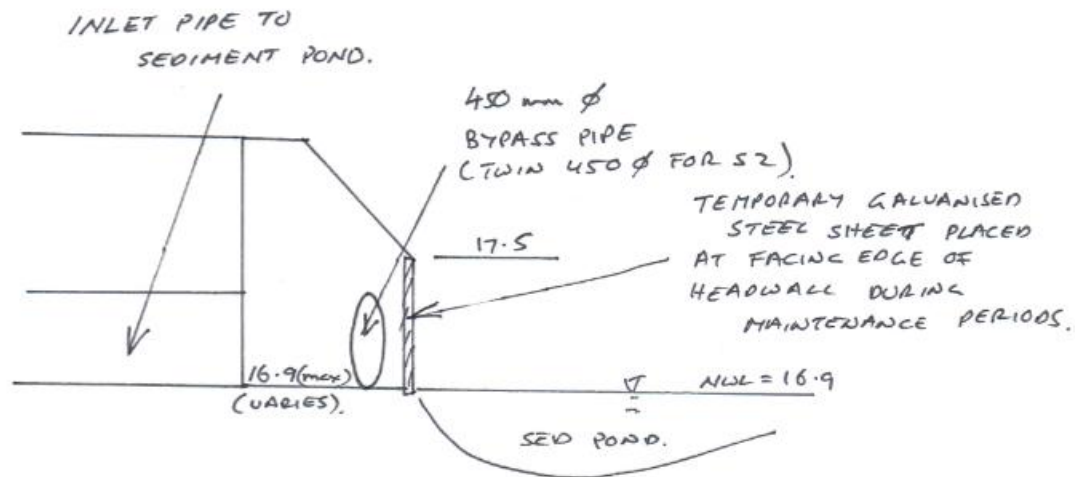 INLET PIPE TO
SEDIMENT POND.
450 mm ϕ
BYPASS PIPE
(TWIN 450 ϕ FOR S2).
TEMPORARY GALVANISED
STEEL SHEET PLACED
AT FACING EDGE OF
HEADWALL DURING
MAINTENANCE PERIODS.
17.5
16.9 (max)
(VARIES).
NWL = 16.9
SED POND.